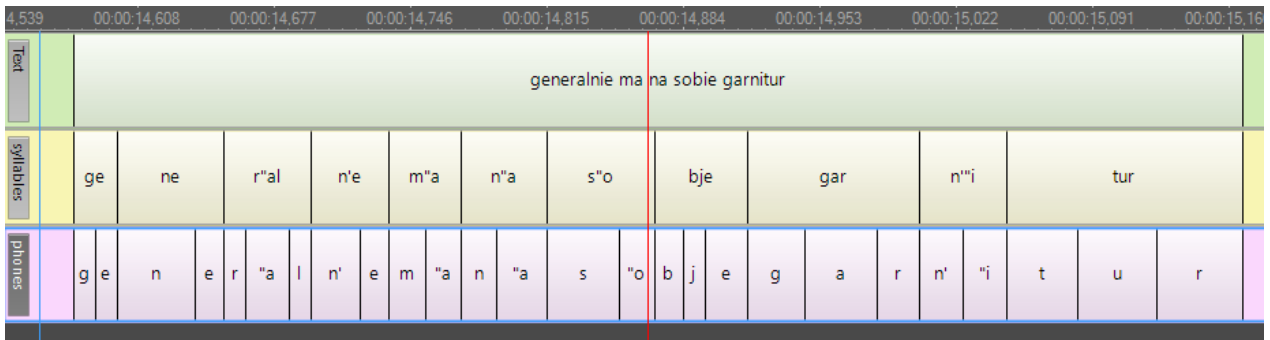 4,539 00:00:14,608 00:00:14,677 00:00:14,746 00:00:14,815 00:00:14,884 00:00:14,953 00:00:15,022 00:00:15,091 00:00:15,16
Text generalnie ma na sobie garnitur
syllables ge ne r"al n'e m"a n"a s"o bje gar n'"i tur
phones g e n e r "a l n' e m "a n "a s "o b j e g a r n' "i t u r